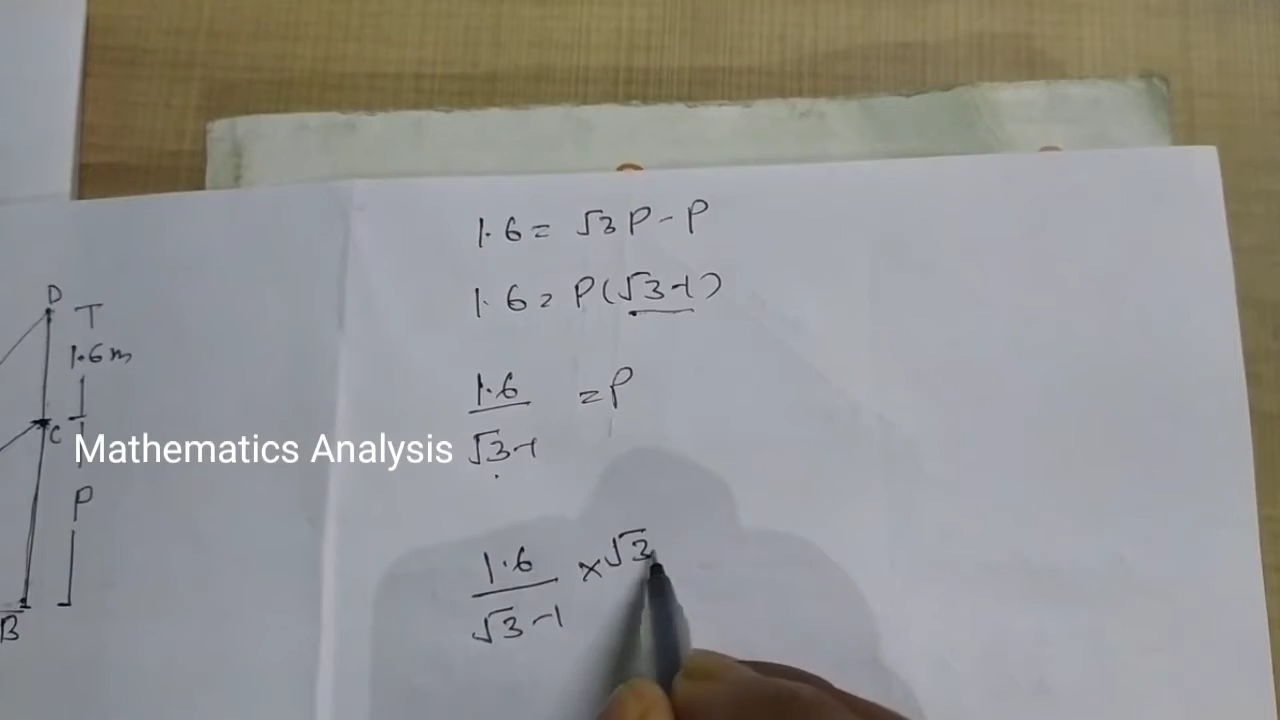 D
T
1.6m
C
P
B
1.6 = √3 P - P
1.6 = P(√3-1)
1.6
= P
√3-1
1.6
× √3
√3-1
Mathematics Analysis